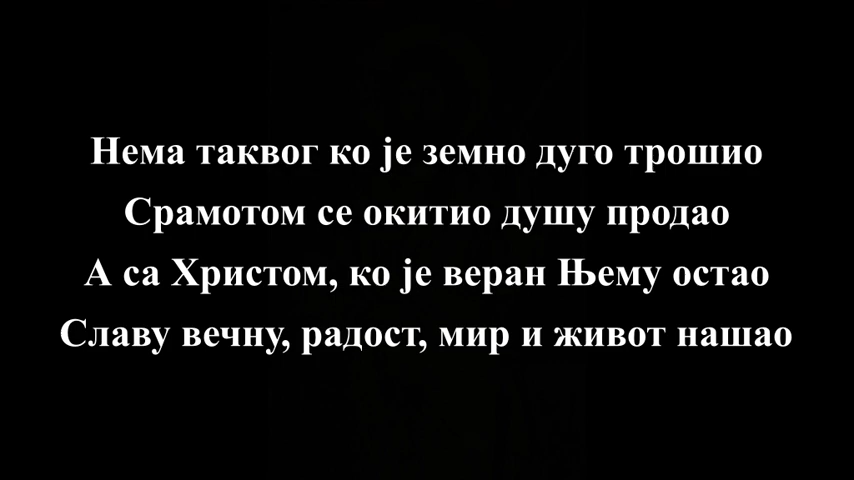 Нема таквог ко је земно дуго трошио
Срамотом се окитио душу продао
А са Христом, ко је веран Њему остао
Славу вечну, радост, мир и живот нашао